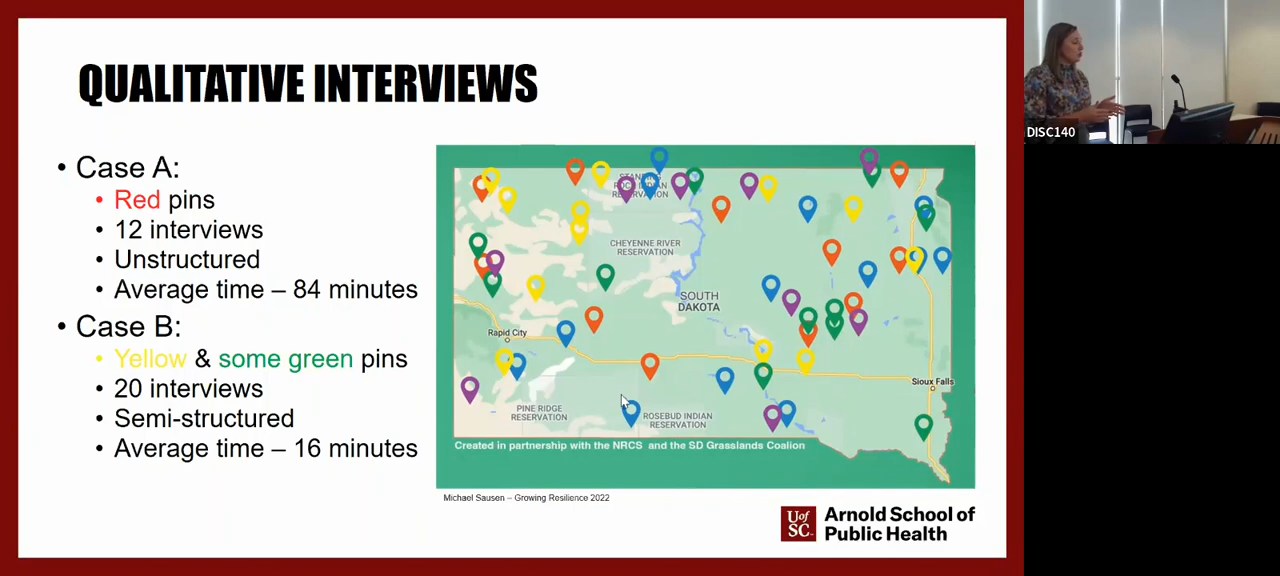 QUALITATIVE INTERVIEWS
• Case A:
• Red pins
• 12 interviews
• Unstructured
• Average time – 84 minutes
• Case B:
• Yellow & some green pins
• 20 interviews
• Semi-structured
• Average time – 16 minutes
STANDING
ROCK INDIAN
RESERVATION
CHEYENNE RIVER
RESERVATION
SOUTH
DAKOTA
Rapid City
Sioux Falls
PINE RIDGE
RESERVATION
ROSEBUD INDIAN
RESERVATION
Created in partnership with the NRCS and the SD Grasslands Coalion
Michael Sausen – Growing Resilience 2022
U of
SC
Arnold School of
Public Health
DISC140